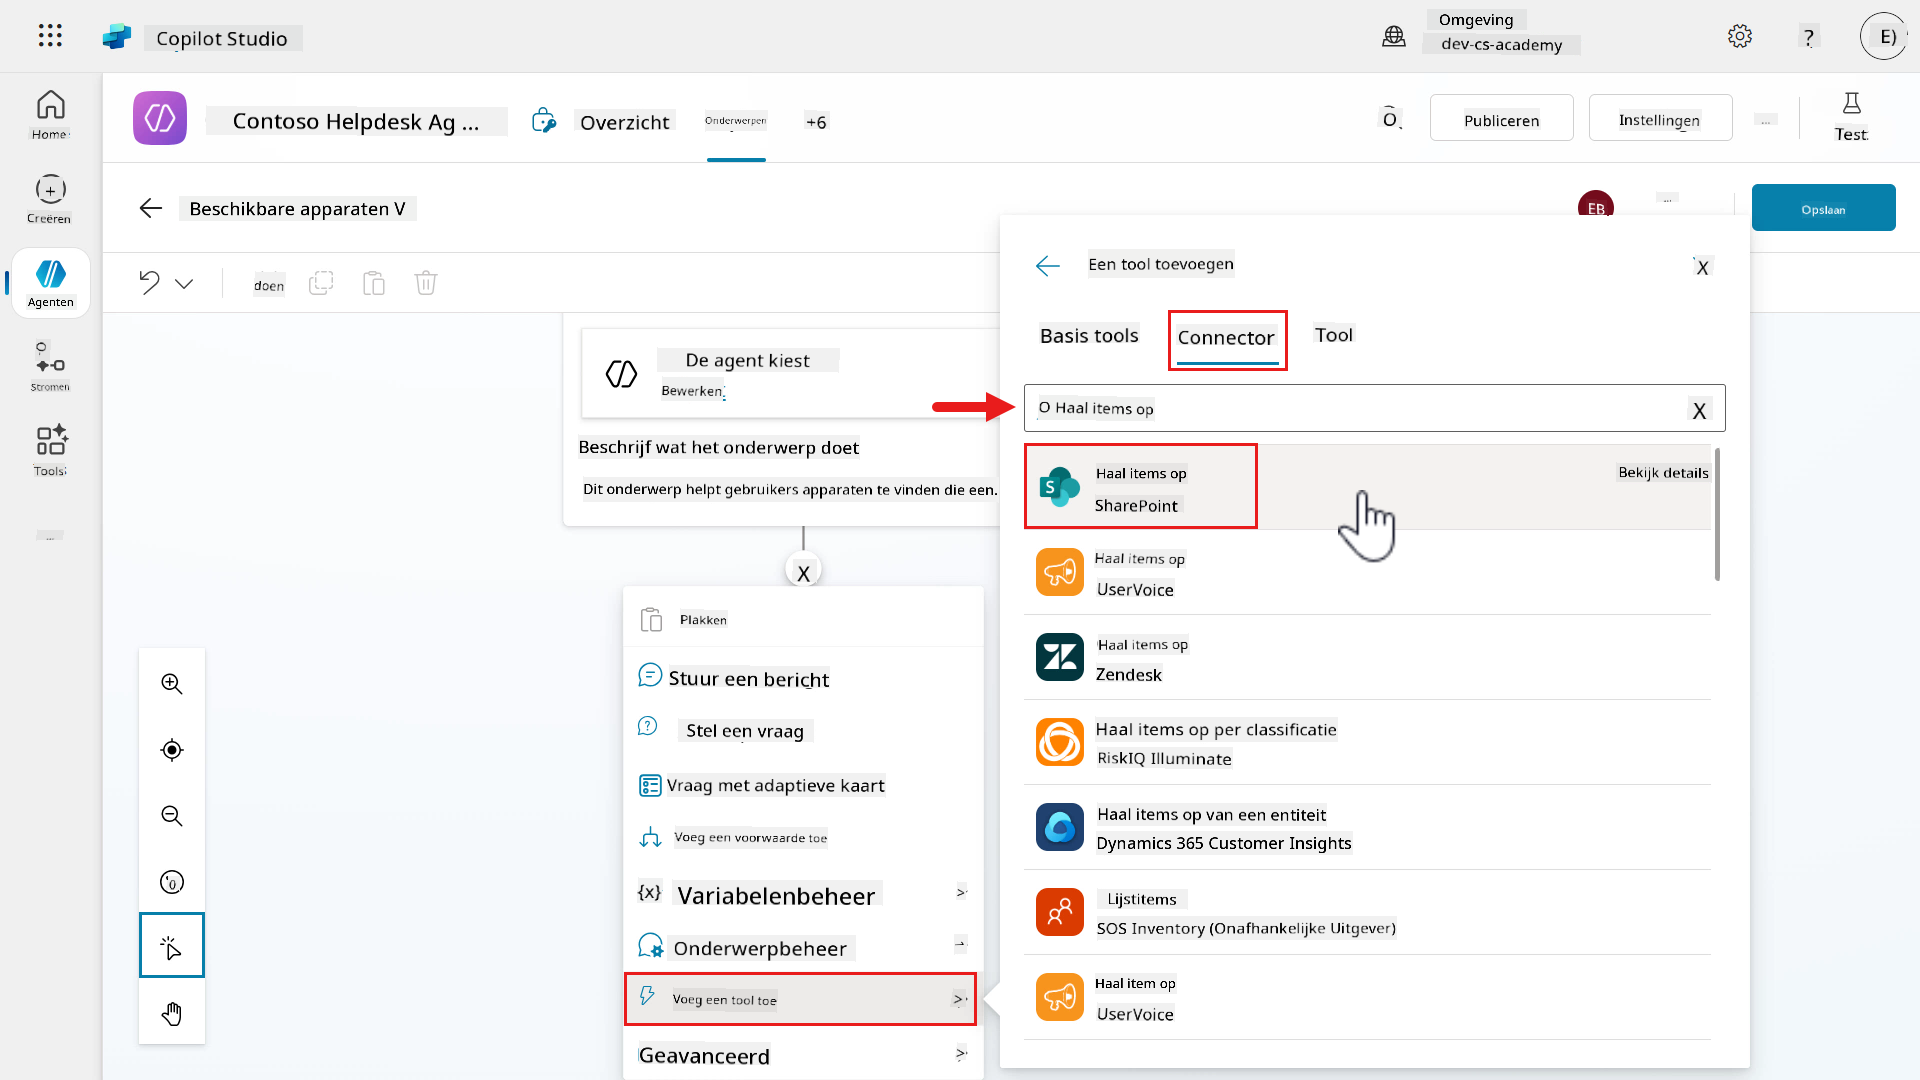 Copilot Studio
Omgeving
dev-cs-academy
?
E)
Home
Creëren
Agenten
Stromen
Tools
...
Contoso Helpdesk Ag ...
Overzicht
Onderwerpen
+6
Publiceren
Instellingen
...
Test
Beschikbare apparaten V
EB
...
Opslaan
doen
De agent kiest
Bewerken
Beschrijf wat het onderwerp doet
Dit onderwerp helpt gebruikers apparaten te vinden die een.
X
Plakken
Stuur een bericht
Stel een vraag
Vraag met adaptieve kaart
Voeg een voorwaarde toe
{x} Variabelenbeheer >
Onderwerpbeheer
Voeg een tool toe >
Geavanceerd >
Een tool toevoegen
X
Basis tools
Connector
Tool
O Haal items op
X
Haal items op
SharePoint
Bekijk details
Haal items op
UserVoice
Haal items op
Zendesk
Haal items op per classificatie
RiskIQ Illuminate
Haal items op van een entiteit
Dynamics 365 Customer Insights
Lijstitems
SOS Inventory (Onafhankelijke Uitgever)
Haal item op
UserVoice